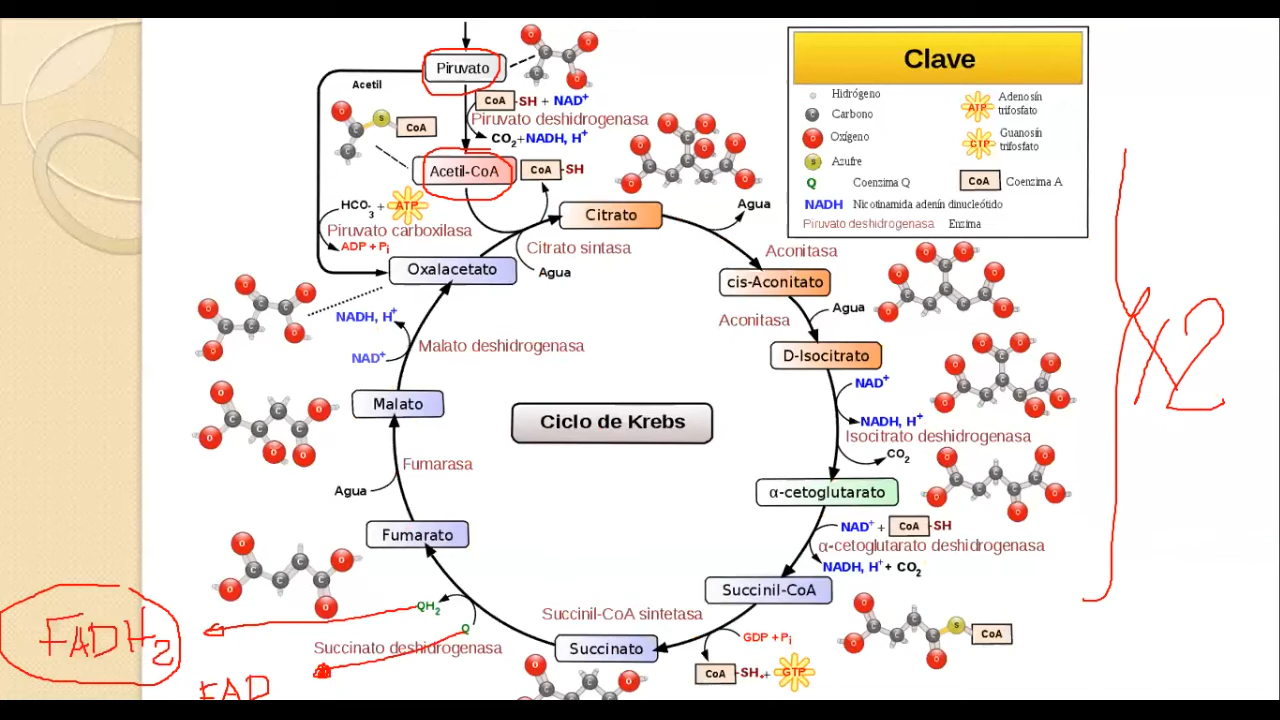 Piruvato
Acetil
CoA-SH + NAD+
Piruvato deshidrogenasa
CO2+NADH, H+
S
CoA
Acetil-CoA
CoA-SH
HCO3- + ATP
Piruvato carboxilasa
ADP + Pi
Citrato
Citrato sintasa
Agua
Oxalacetato
Agua
Aconitasa
cis-Aconitato
Aconitasa
Agua
D-Isocitrato
NAD+
NADH, H+
Isocitrato deshidrogenasa
CO2
α-cetoglutarato
NAD+ + CoA-SH
α-cetoglutarato deshidrogenasa
NADH, H+ + CO2
Succinil-CoA
S
CoA
Succinil-CoA sintetasa
GDP + Pi
CoA-SH + GTP
Succinato
QH2
Q
Succinato deshidrogenasa
Fumarato
Agua
Fumarasa
Malato
NAD+
Malato deshidrogenasa
NADH, H+
Ciclo de Krebs
Clave
Hidrógeno
Carbono
Oxígeno
S Azufre
Q Coenzima Q
NADH Nicotinamida adenín dinucleótido
Piruvato deshidrogenasa Enzima
ATP Adenosín
trifosfato
GTP Guanosín
trifosfato
CoA Coenzima A
X2
FADH2
FAD